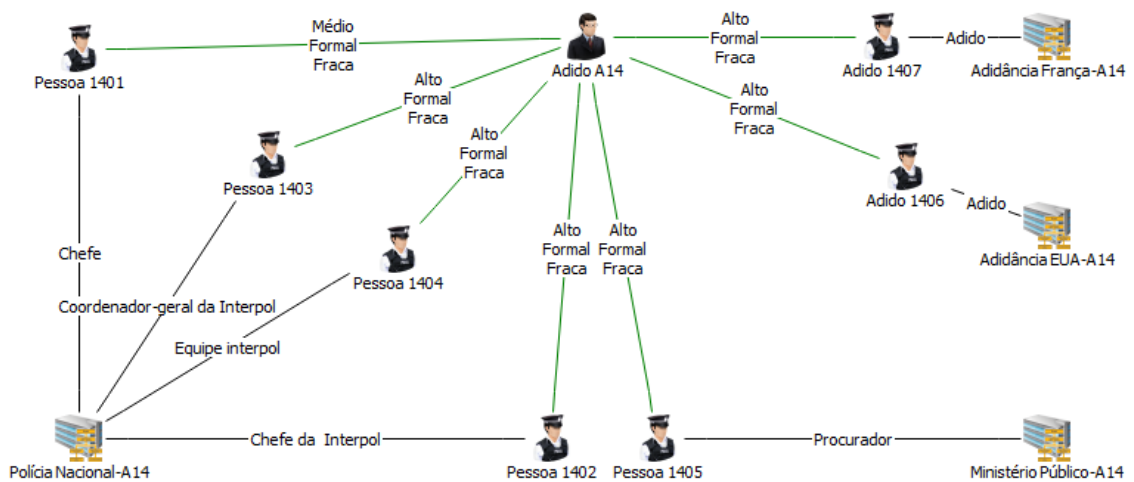 Médio
Formal
Fraca
Pessoa 1401
Adido A14
Alto
Formal
Fraca
Adido 1407
Adido
Adidância França-A14
Alto
Formal
Fraca
Pessoa 1403
Alto
Formal
Fraca
Adido 1406
Adido
Adidância EUA-A14
Alto
Formal
Fraca
Pessoa 1404
Alto
Formal
Fraca
Alto
Formal
Fraca
Chefe
Coordenador-geral da Interpol
Equipe interpol
Polícia Nacional-A14
Chefe da Interpol
Pessoa 1402
Pessoa 1405
Procurador
Ministério Público-A14